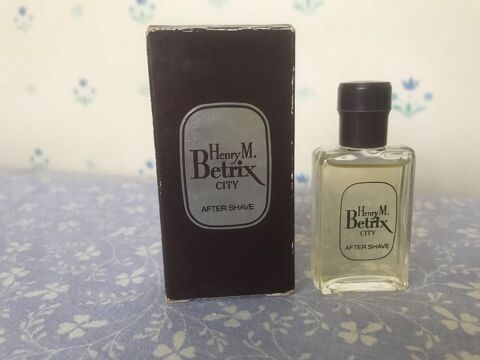 Henry M.
Betrix
CITY
AFTER SHAVE
Henry M.
Betrix
CITY
AFTER SHAVE